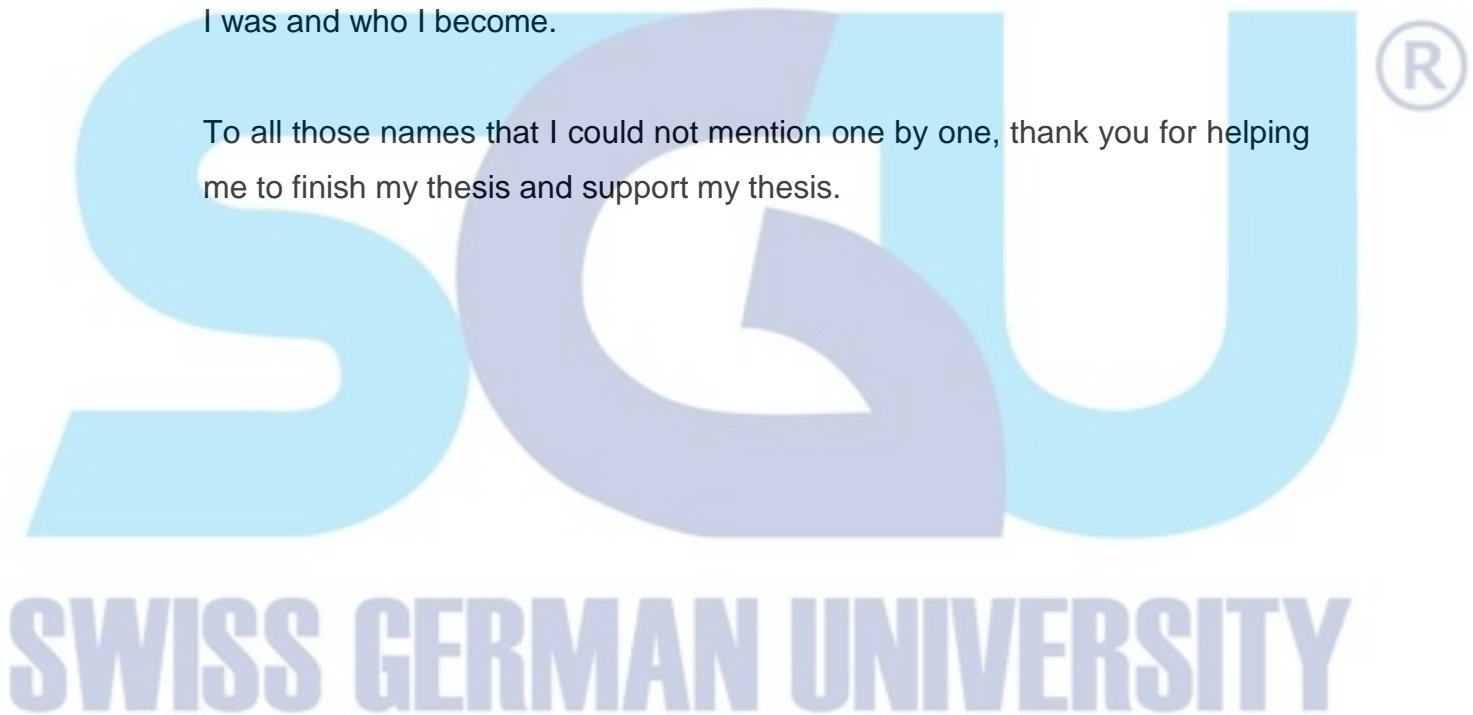 I was and who I become.
®
To all those names that I could not mention one by one, thank you for helping
me to finish my thesis and support my thesis.
SGU
SWISS GERMAN UNIVERSITY